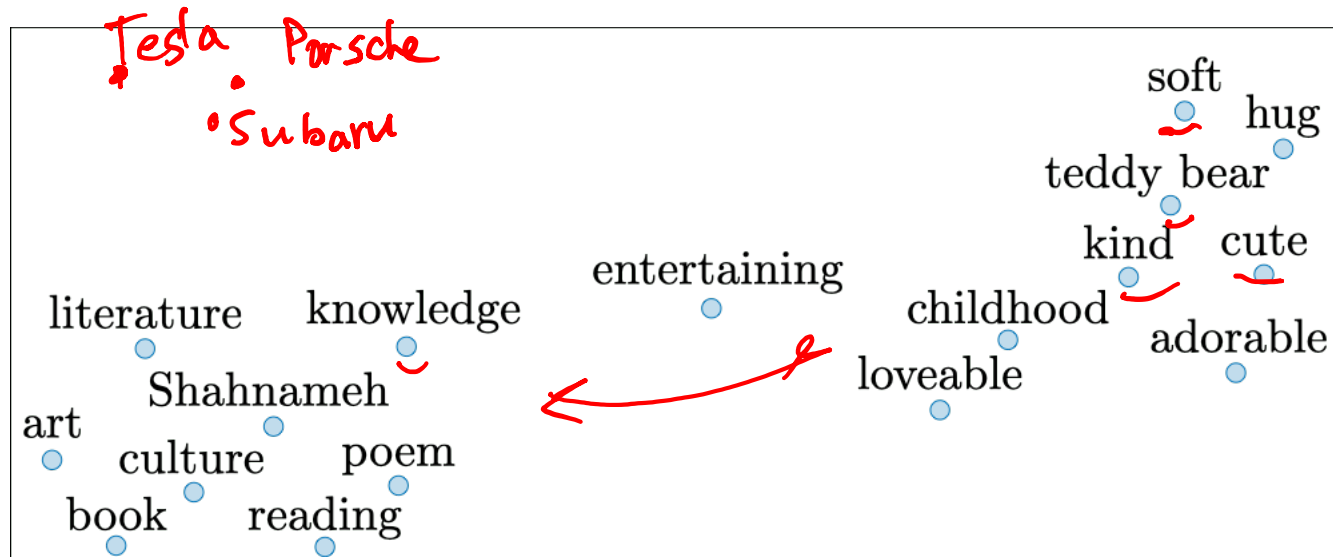 Tesla Porsche
Subaru
soft
hug
teddy bear
kind cute
entertaining
literature knowledge
childhood
adorable
loveable
Shahnameh
art
culture poem
book reading